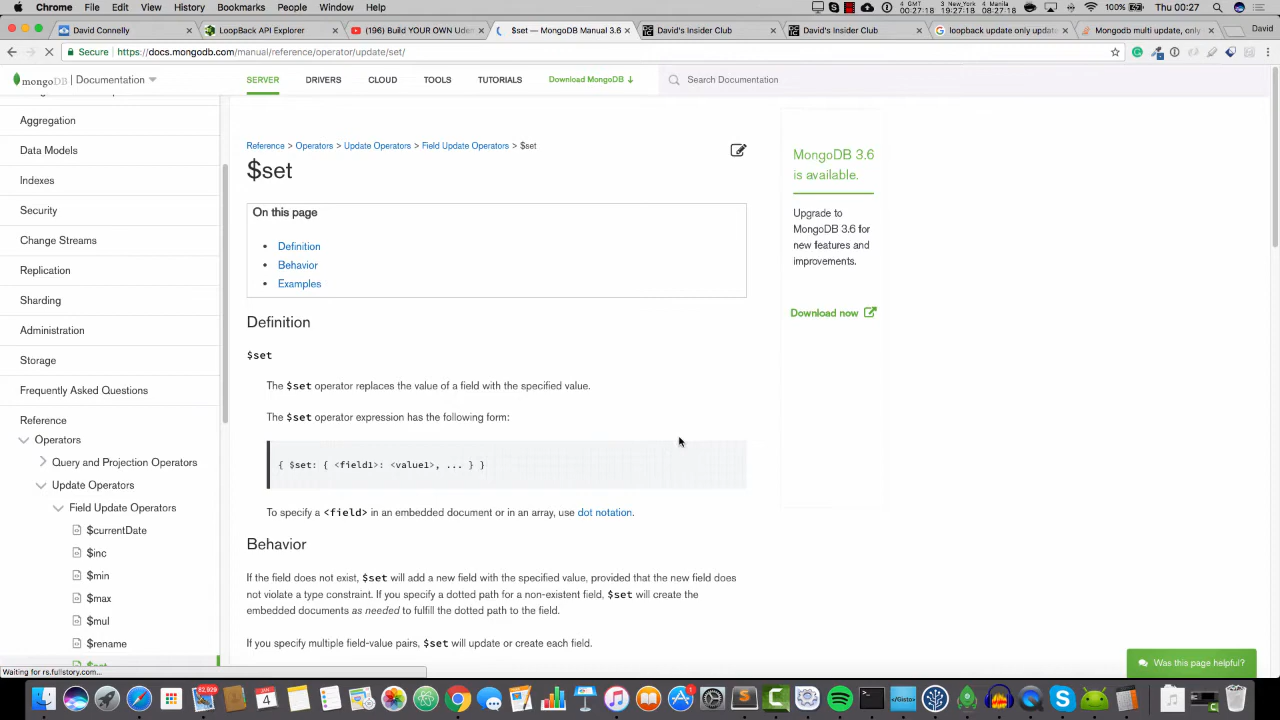 Chrome File Edit View History Bookmarks People Window Help
100% Thu 00:27
David Connelly
LoopBack API Explorer
(196) Build YOUR OWN Uden
$set — MongoDB Manual 3.6
David's Insider Club
David's Insider Club
loopback update only update
Mongodb multi update, only
David
Secure https://docs.mongodb.com/manual/reference/operator/update/set/
mongoDB Documentation
SERVER DRIVERS CLOUD TOOLS TUTORIALS Download MongoDB
Search Documentation
Aggregation
Data Models
Indexes
Security
Change Streams
Replication
Sharding
Administration
Storage
Frequently Asked Questions
Reference
Operators
Query and Projection Operators
Update Operators
Field Update Operators
$currentDate
$inc
$min
$max
$mul
$rename
$set
Reference > Operators > Update Operators > Field Update Operators > $set
$set
On this page
• Definition
• Behavior
• Examples
Definition
$set
The $set operator replaces the value of a field with the specified value.
The $set operator expression has the following form:
{ $set: { <field1>: <value1>, ... } }
To specify a <field> in an embedded document or in an array, use dot notation.
Behavior
If the field does not exist, $set will add a new field with the specified value, provided that the new field does
not violate a type constraint. If you specify a dotted path for a non-existent field, $set will create the
embedded documents as needed to fulfill the dotted path to the field.
If you specify multiple field-value pairs, $set will update or create each field.
MongoDB 3.6
is available.
Upgrade to
MongoDB 3.6 for
new features and
improvements.
Download now
Was this page helpful?
Waiting for rs.fullstory.com...